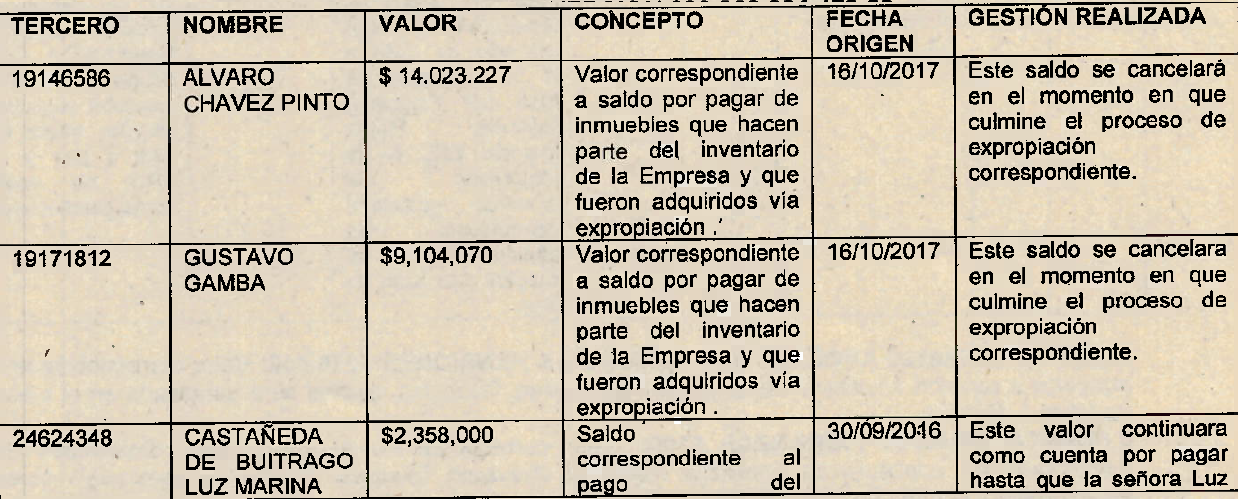 TERCERO NOMBRE VALOR CONCEPTO FECHA ORIGEN GESTIÓN REALIZADA
19146586 ALVARO CHAVEZ PINTO $ 14.023.227
Valor correspondiente
a saldo por pagar de
inmuebles que hacen
parte del inventario
de la Empresa y que
fueron adquiridos vía
expropiación .
16/10/2017
Este saldo se cancelará
en el momento en que
culmine el proceso de
expropiación
correspondiente.
19171812 GUSTAVO GAMBA $9,104,070
Valor correspondiente
a saldo por pagar de
inmuebles que hacen
parte del inventario
de la Empresa y que
fueron adquiridos vía
expropiación .
16/10/2017
Este saldo se cancelara
en el momento en que
culmine el proceso de
expropiación
correspondiente.
24624348 CASTAÑEDA DE BUITRAGO LUZ MARINA $2,358,000
Saldo
correspondiente al
pago del
30/09/2016
Este valor continuara
como cuenta por pagar
hasta que la señora Luz